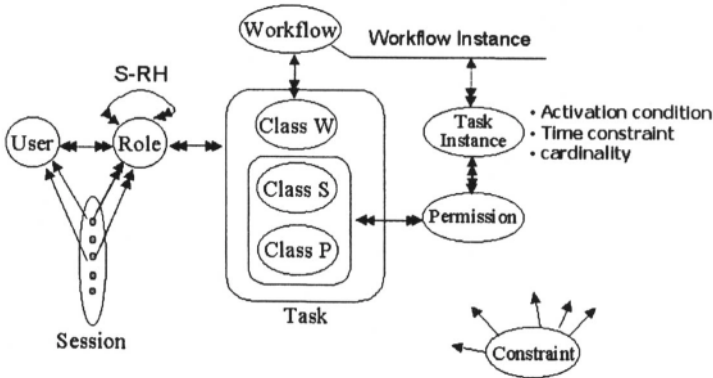 Workflow
Workflow Instance
S-RH
User
Role
Class W
Task
Instance
• Activation condition
• Time constraint
• cardinality
Class S
Permission
Class P
Task
Session
Constraint